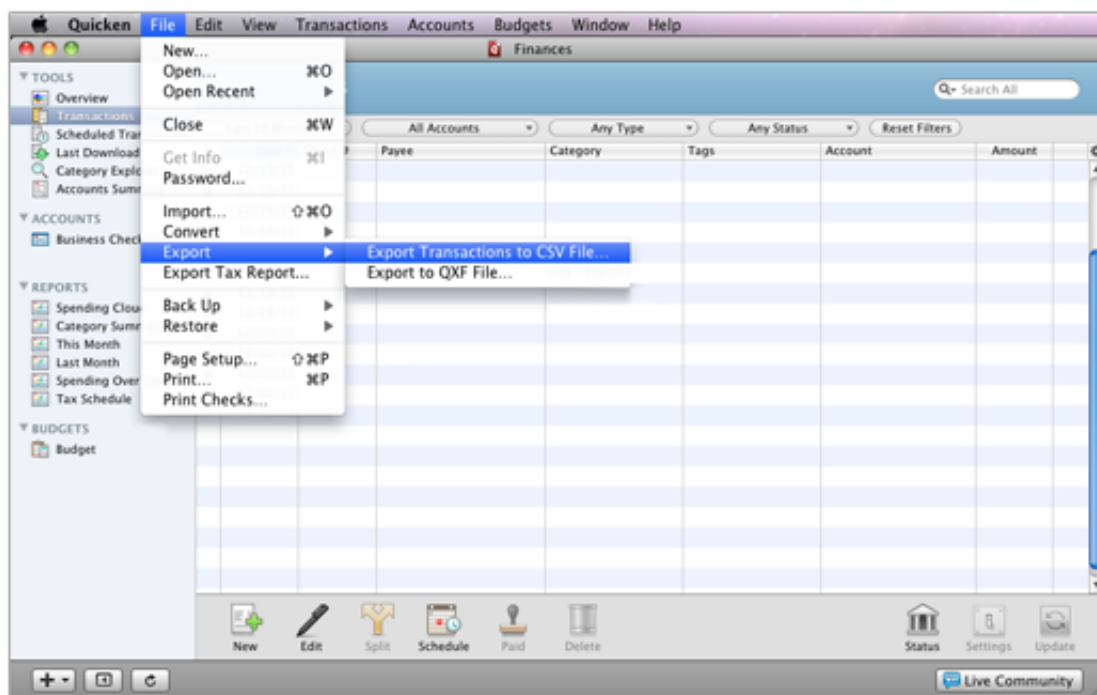 Quicken File Edit View Transactions Accounts Budgets Window Help
Finances
New...
Open... ⌘O
Open Recent
Close ⌘W
Get Info ⌘I
Password...
Import... ⇧⌘O
Convert
Export
Export Tax Report...
Back Up
Restore
Page Setup... ⇧⌘P
Print... ⌘P
Print Checks...
Export Transactions to CSV File...
Export to QXF File...
TOOLS
Overview
Transactions
Scheduled Tra
Last Download
Category Explo
Accounts Summ
ACCOUNTS
Business Chec
REPORTS
Spending Clou
Category Summ
This Month
Last Month
Spending Over
Tax Schedule
BUDGETS
Budget
Search All
All Accounts Any Type Any Status Reset Filters
Payee Category Tags Account Amount
New Edit Split Schedule Paid Delete Status Settings Update
Live Community